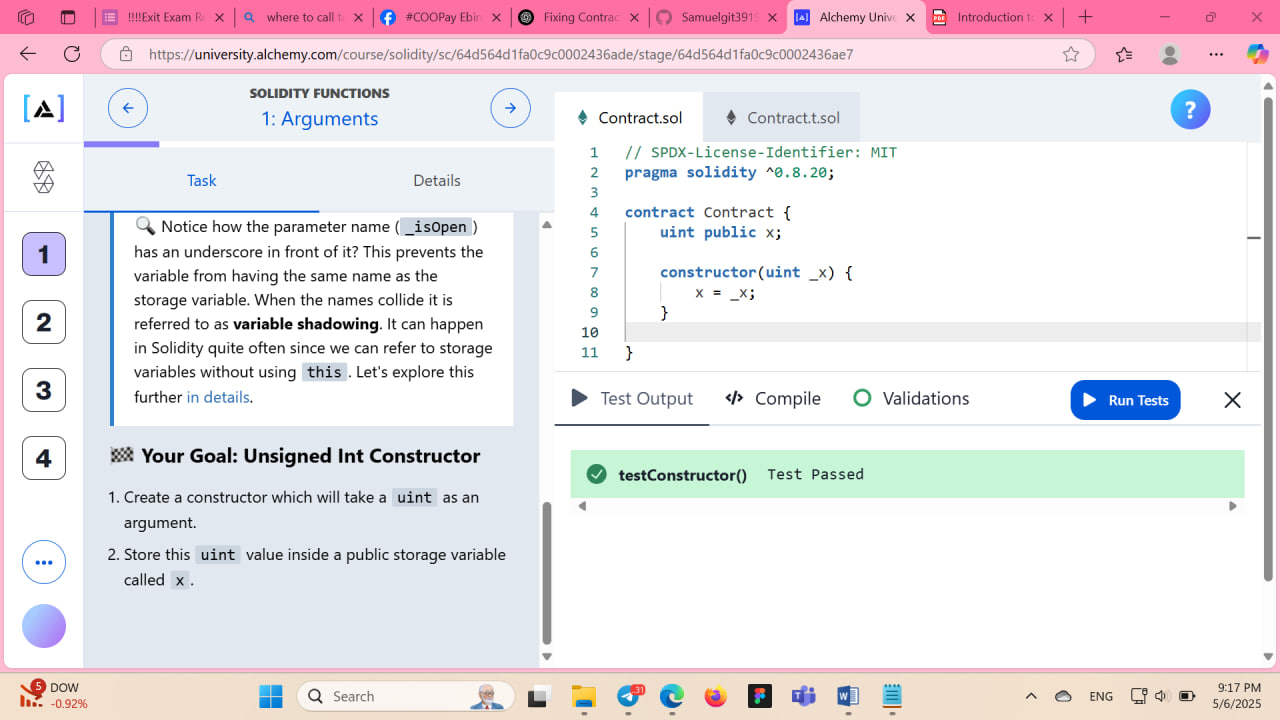 !!!!Exit Exam Re
where to call t
#COOPay Ebir
Fixing Contrac
Samuelgit3919
Alchemy Unive
Introduction to
https://university.alchemy.com/course/solidity/sc/64d564d1fa0c9c0002436ade/stage/64d564d1fa0c9c0002436ae7
SOLIDITY FUNCTIONS
1: Arguments
Task
Details
1
2
3
4
🔍 Notice how the parameter name ( _isOpen )
has an underscore in front of it? This prevents the
variable from having the same name as the
storage variable. When the names collide it is
referred to as variable shadowing. It can happen
in Solidity quite often since we can refer to storage
variables without using this . Let's explore this
further in details.
🏁 Your Goal: Unsigned Int Constructor
1. Create a constructor which will take a uint as an
argument.
2. Store this uint value inside a public storage variable
called x .
Contract.sol
Contract.t.sol
?
1 // SPDX-License-Identifier: MIT
2 pragma solidity ^0.8.20;
3
4 contract Contract {
5 uint public x;
6
7 constructor(uint _x) {
8 x = _x;
9 }
10
11 }
Test Output
Compile
Validations
Run Tests
testConstructor() Test Passed
5
DOW
-0.92%
Search
31
ENG
9:17 PM
5/6/2025